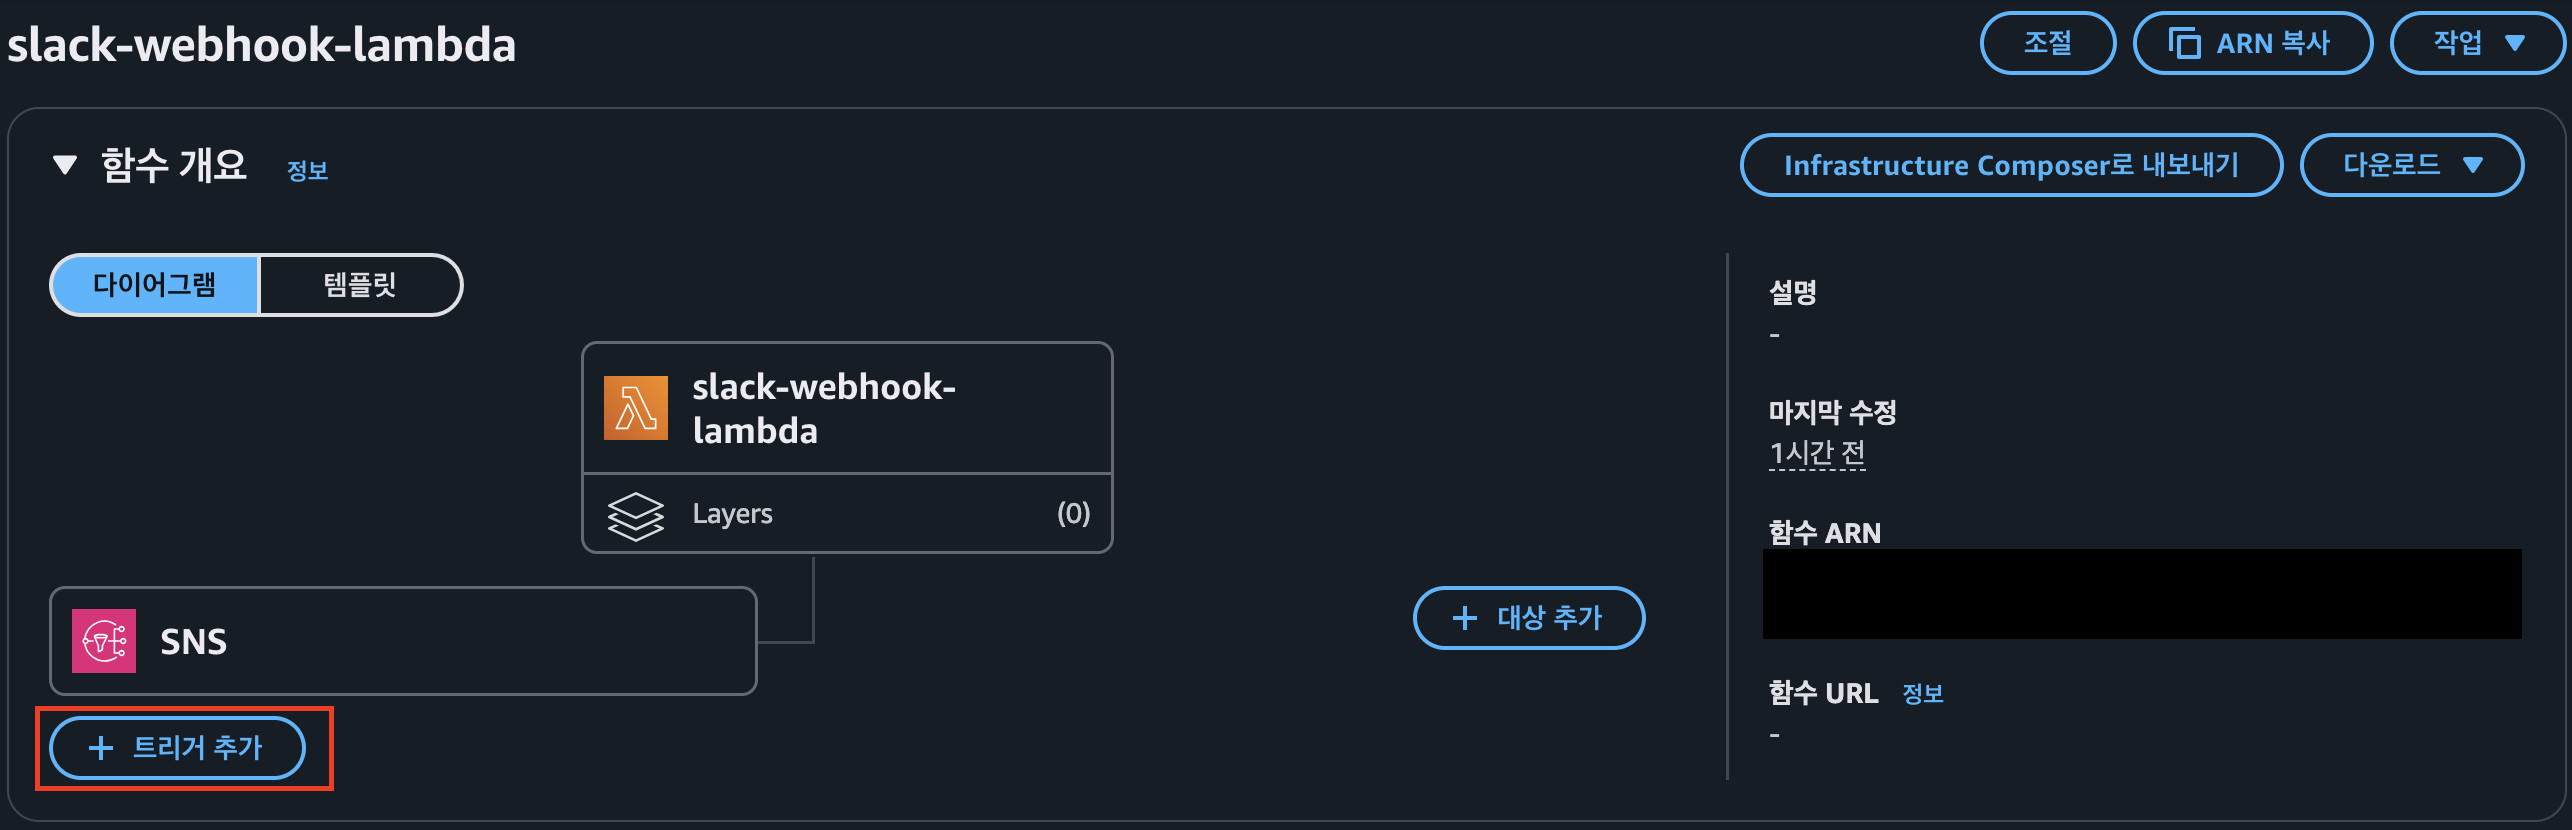 slack-webhook-lambda
조절
ARN 복사
작업
함수 개요 정보
Infrastructure Composer로 내보내기
다운로드
다이어그램
템플릿
slack-webhook-
lambda
Layers (0)
SNS
+ 트리거 추가
+ 대상 추가
설명
-
마지막 수정
1시간 전
함수 ARN
함수 URL 정보
-